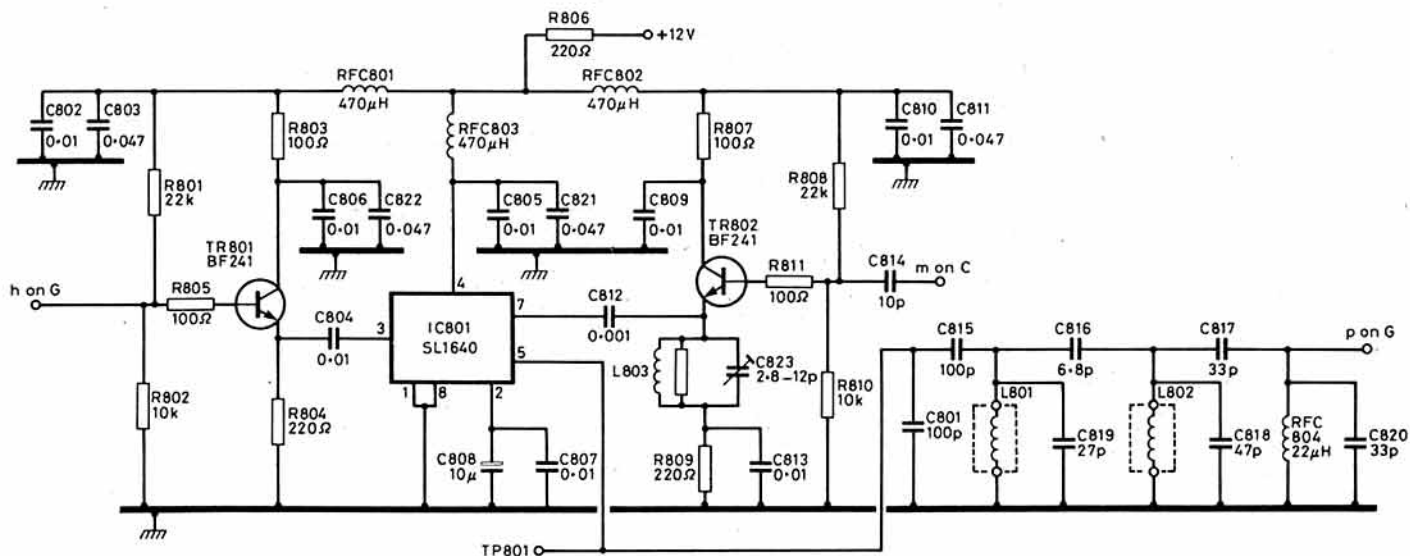 R806
220Ω
+12V
RFC801
470μH
RFC802
470μH
C802
0·01
C803
0·047
R803
100Ω
RFC803
470μH
R807
100Ω
C810
0·01
C811
0·047
R801
22k
R808
22k
C806
0·01
C822
0·047
C805
0·01
C821
0·047
C809
0·01
TR802
BF241
TR801
BF241
h on G
R805
100Ω
C804
0·01
4
3
7
5
IC801
SL1640
1
8
2
C812
0·001
R811
100Ω
C814
10p
m on C
L803
C823
2·8–12p
C815
100p
C816
6·8p
C817
33p
p on G
R802
10k
R804
220Ω
C808
10μ
C807
0·01
R809
220Ω
C813
0·01
R810
10k
C801
100p
L801
C819
27p
L802
C818
47p
RFC
804
22μH
C820
33p
TP801